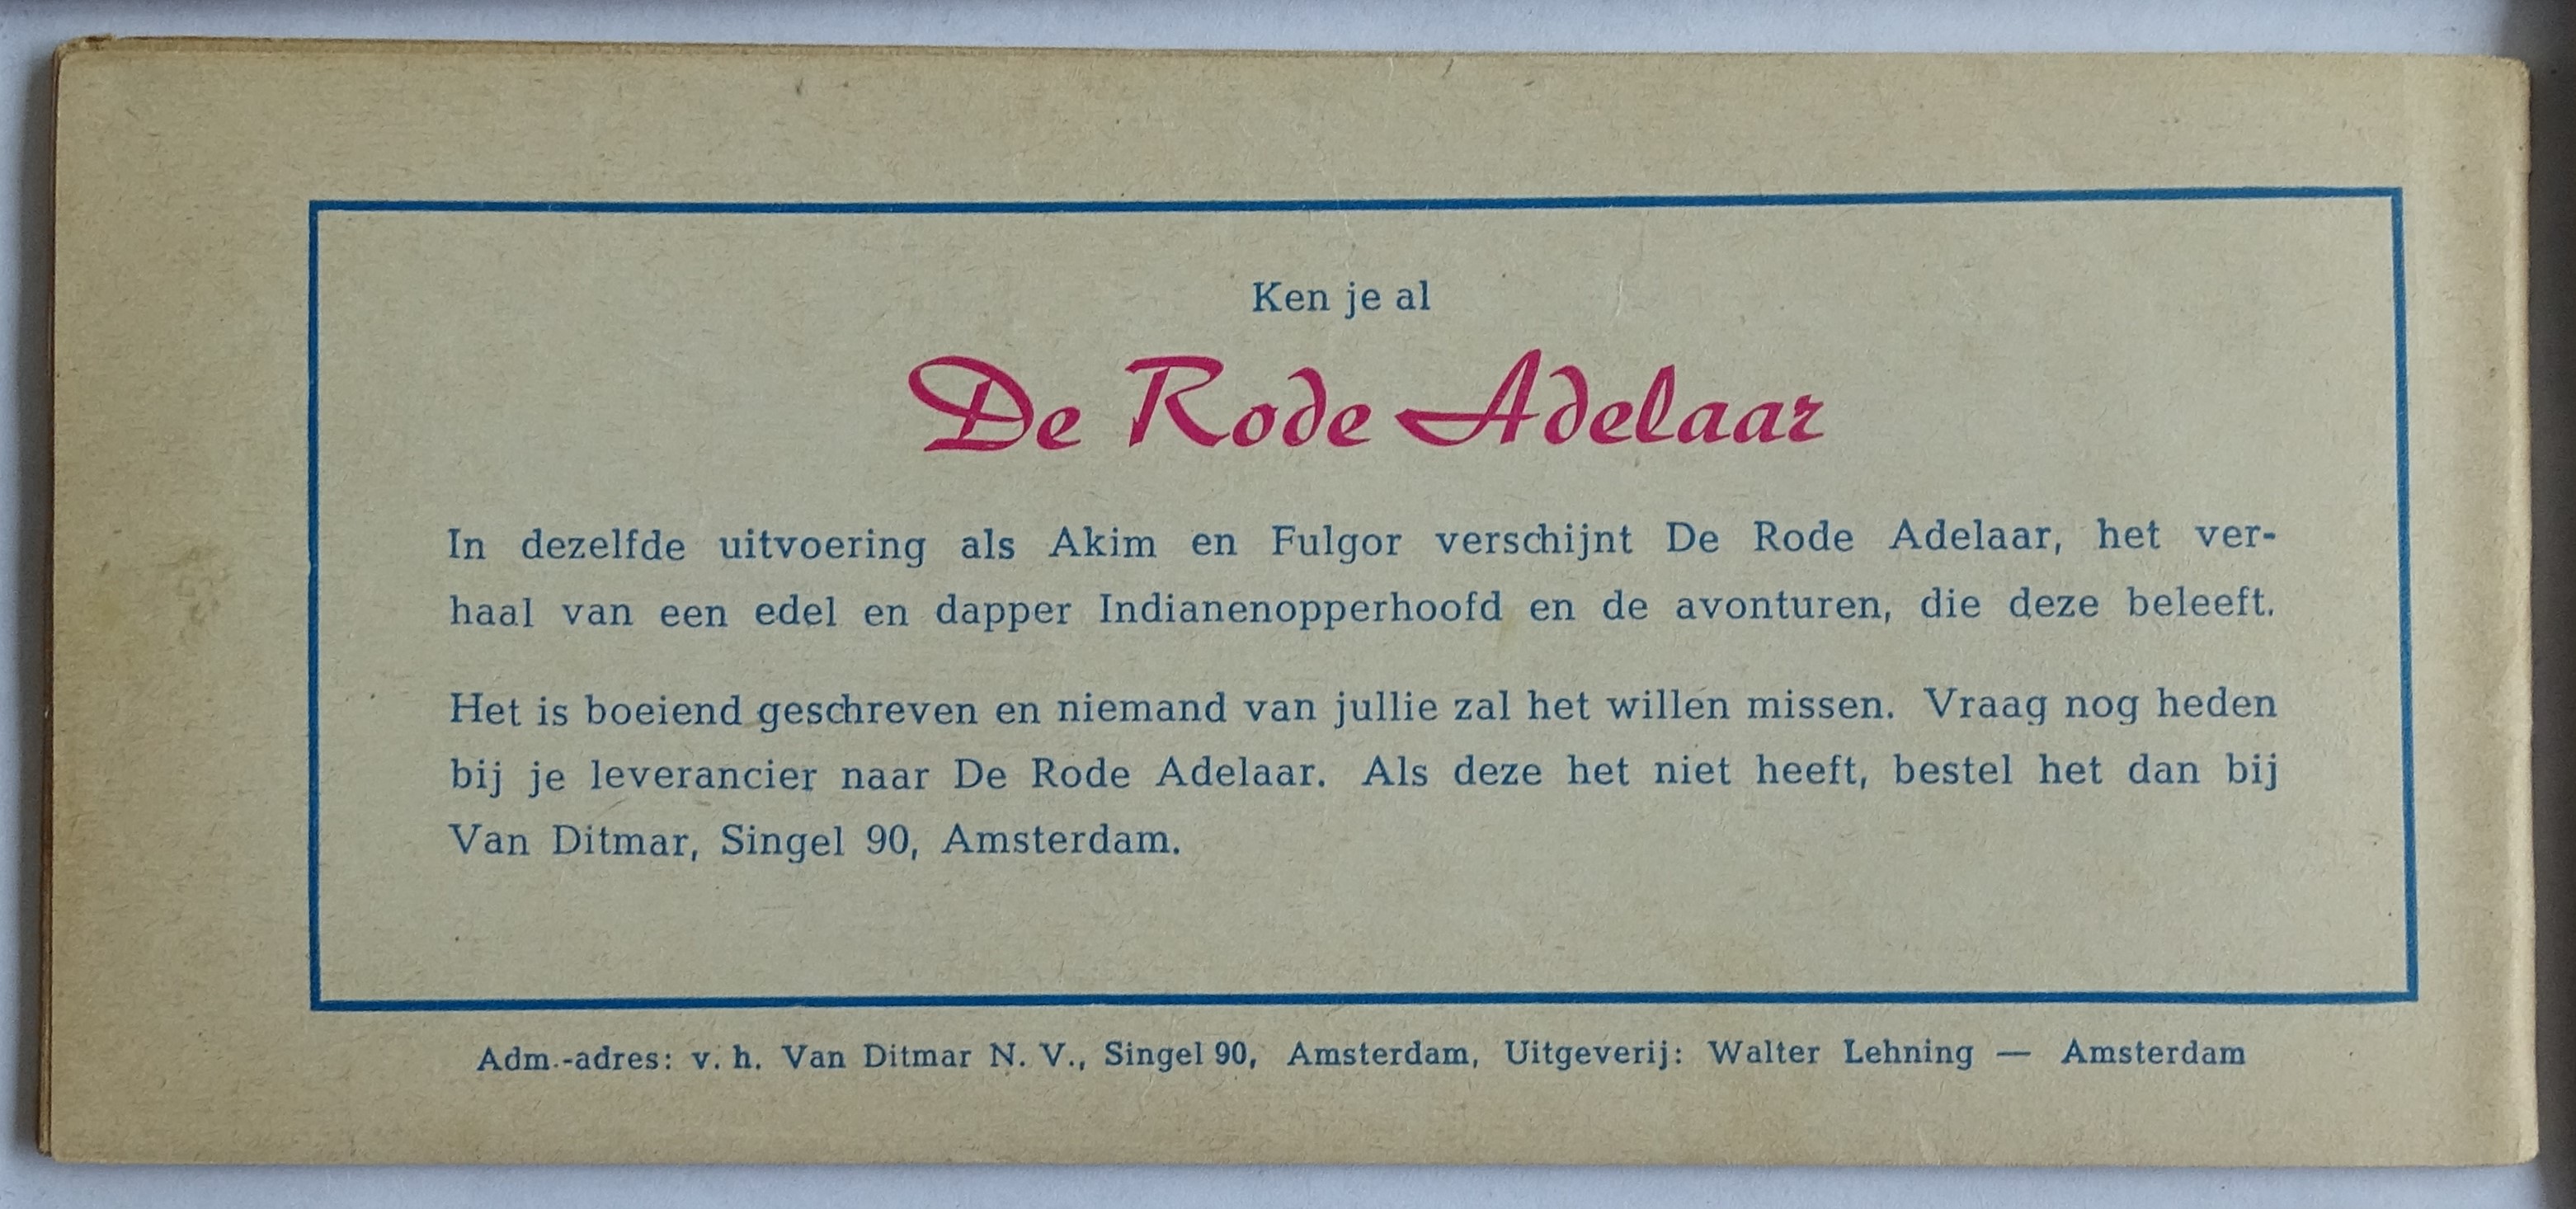 Ken je al
De Rode Adelaar
In dezelfde uitvoering als Akim en Fulgor verschijnt De Rode Adelaar, het ver-
haal van een edel en dapper Indianenopperhoofd en de avonturen, die deze beleeft.
Het is boeiend geschreven en niemand van jullie zal het willen missen. Vraag nog heden
bij je leverancier naar De Rode Adelaar. Als deze het niet heeft, bestel het dan bij
Van Ditmar, Singel 90, Amsterdam.
Adm.-adres: v. h. Van Ditmar N. V., Singel 90, Amsterdam, Uitgeverij: Walter Lehning — Amsterdam